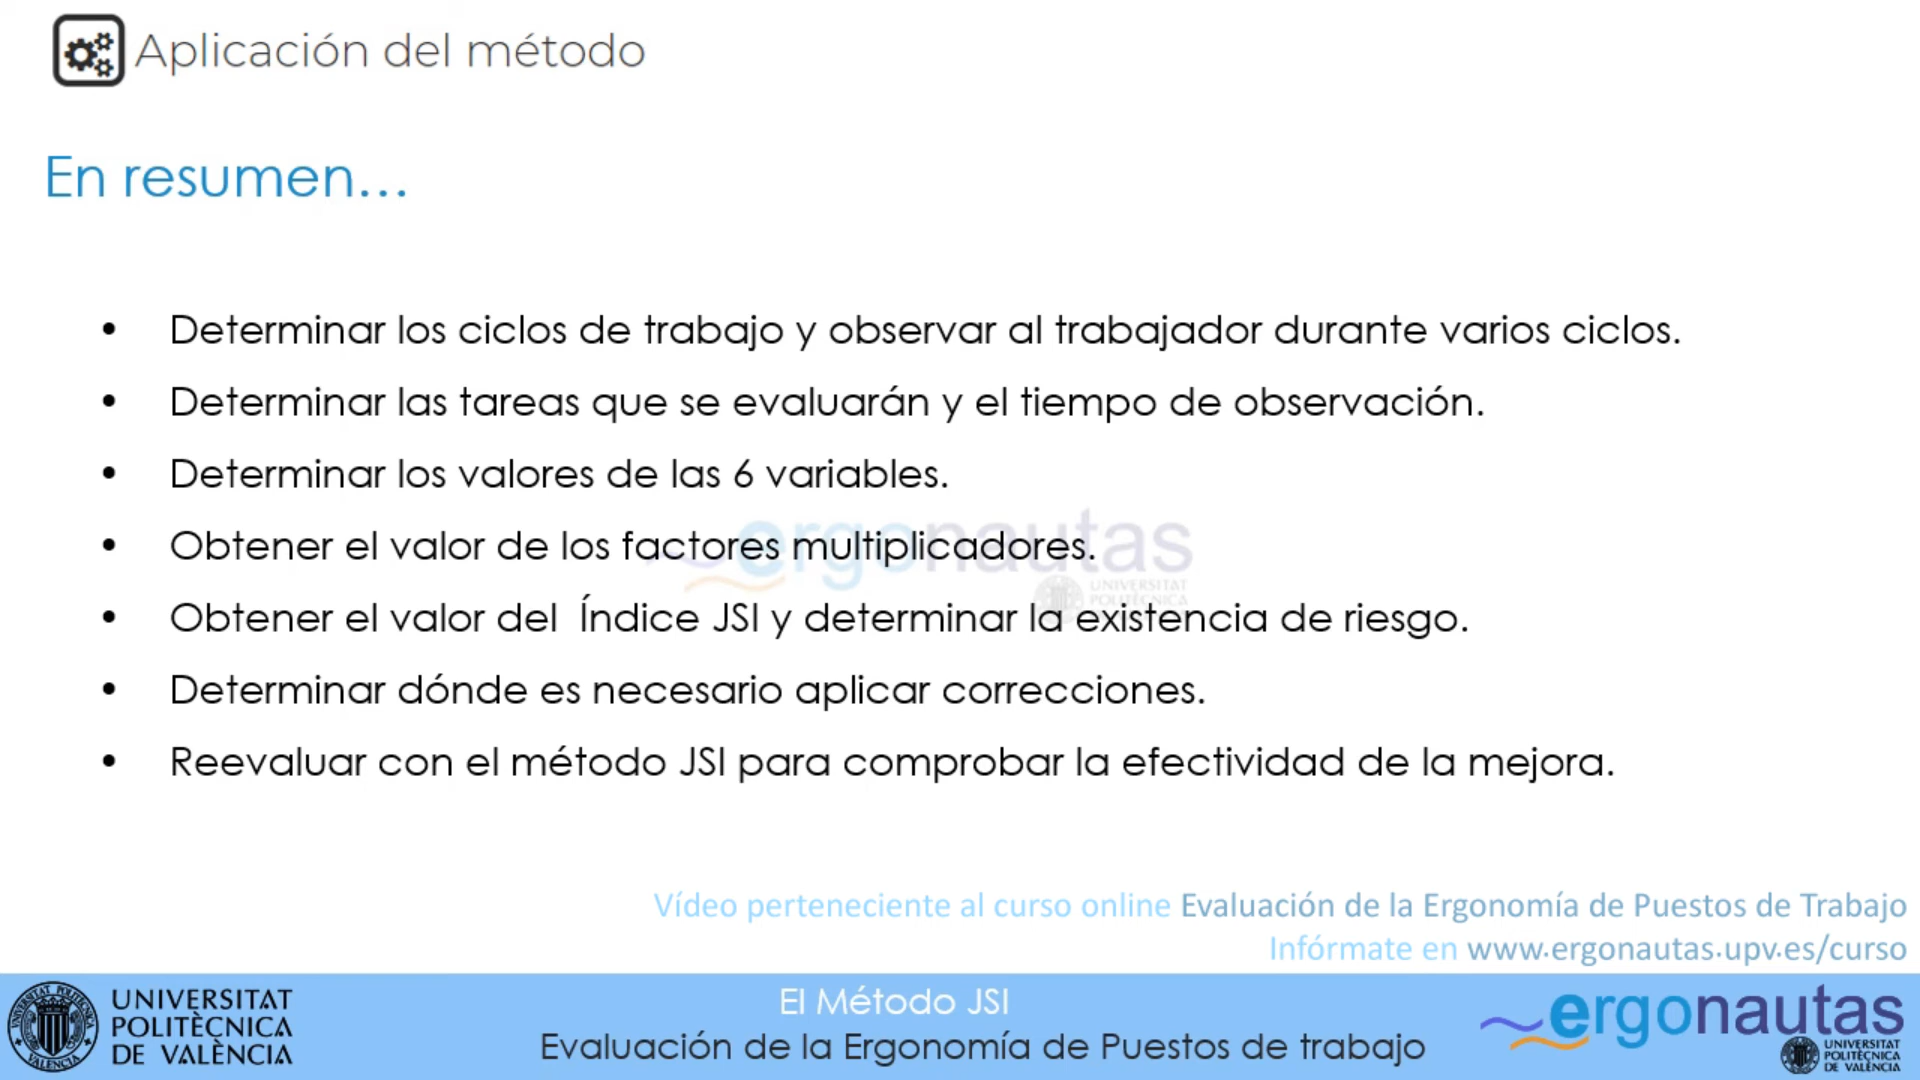 Aplicación del método
En resumen...
• Determinar los ciclos de trabajo y observar al trabajador durante varios ciclos.
• Determinar las tareas que se evaluarán y el tiempo de observación.
• Determinar los valores de las 6 variables.
• Obtener el valor de los factores multiplicadores.
• Obtener el valor del Índice JSI y determinar la existencia de riesgo.
• Determinar dónde es necesario aplicar correcciones.
• Reevaluar con el método JSI para comprobar la efectividad de la mejora.
ergonautas
UNIVERSITAT
POLITÈCNICA
Vídeo perteneciente al curso online Evaluación de la Ergonomía de Puestos de Trabajo
Infórmate en www.ergonautas.upv.es/curso
UNIVERSITAT
POLITÈCNICA
DE VALÈNCIA
El Método JSI
Evaluación de la Ergonomía de Puestos de trabajo
ergonautas
UNIVERSITAT
POLITÈCNICA
DE VALÈNCIA